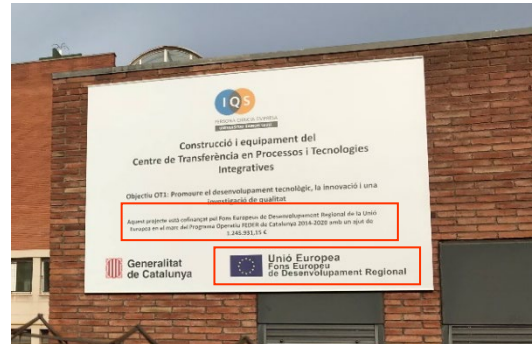 IQS
Construcció i equipament del
Centre de Transferència en Processos i Tecnologies
Integratives
Objectiu OT1: Promoure el desenvolupament tecnològic, la innovació i una
investigació de qualitat
Aquest projecte està cofinançat pel Fons Europeus de Desenvolupament Regional de la Unió
Europea en el marc del Programa Operatiu FEDER de Catalunya 2014-2020 amb un ajut de
Generalitat
de Catalunya
Unió Europea
Fons Europeu
de Desenvolupament Regional